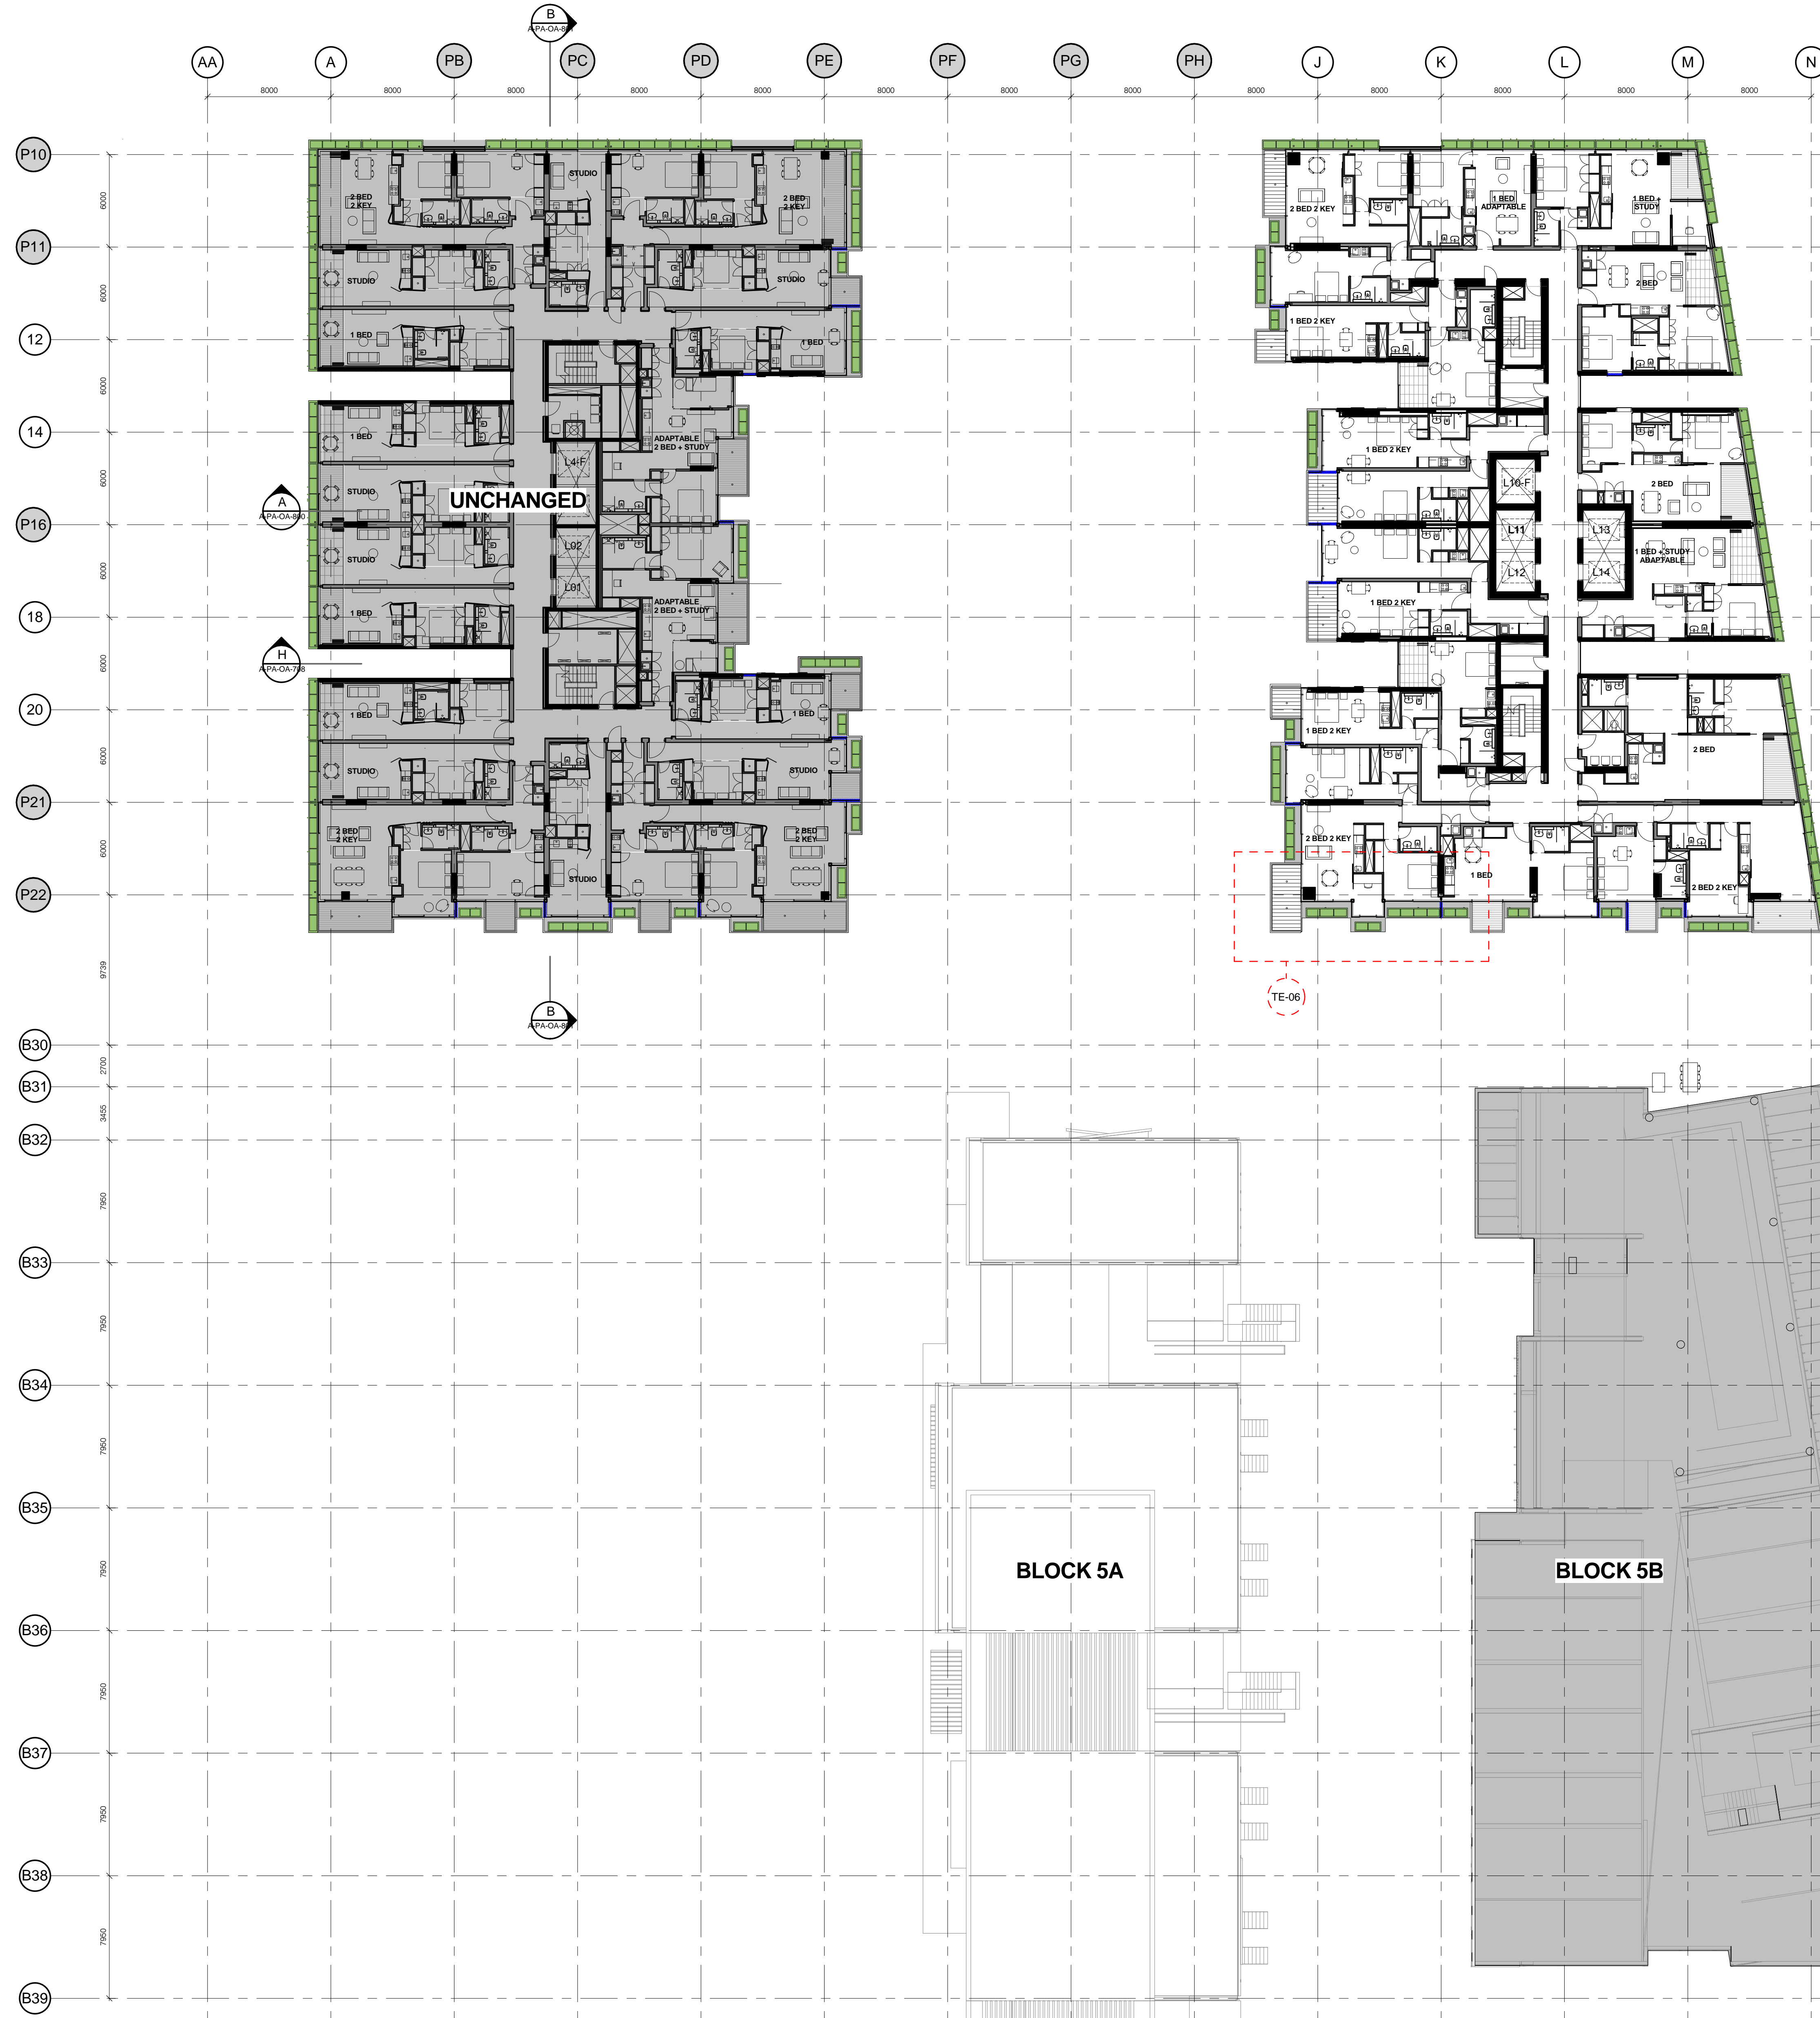 B
AA
A
PB
PC
PD
PE
PF
PG
PH
J
K
L
M
N
8000
8000
8000
8000
8000
8000
8000
8000
8000
8000
8000
8000
8000
P10
6000
P11
6000
12
6000
14
6000
P16
6000
18
6000
20
6000
P21
6000
P22
9739
B30
2700
B31
3455
B32
7950
B33
7950
B34
7950
B35
7950
B36
7950
B37
7950
B38
7950
B39
STUDIO
2 BED
2 KEY
2 BED
2 KEY
STUDIO
STUDIO
1 BED
1 BED
1 BED
ADAPTABLE
2 BED + STUDY
L4-F
STUDIO
UNCHANGED
A
A-PA-OA-800
L02
STUDIO
L01
ADAPTABLE
2 BED + STUDY
1 BED
H
A-PA-OA-708
1 BED
1 BED
STUDIO
STUDIO
2 BED
2 KEY
2 BED
2 KEY
STUDIO
B
2 BED 2 KEY
1 BED
ADAPTABLE
1 BED +
STUDY
2 BED
1 BED 2 KEY
1 BED 2 KEY
L10-F
2 BED
L11
L13
1 BED + STUDY
ADAPTABLE
L12
L14
1 BED 2 KEY
1 BED 2 KEY
2 BED
2 BED 2 KEY
1 BED
2 BED 2 KEY
TE-06
BLOCK 5A
BLOCK 5B